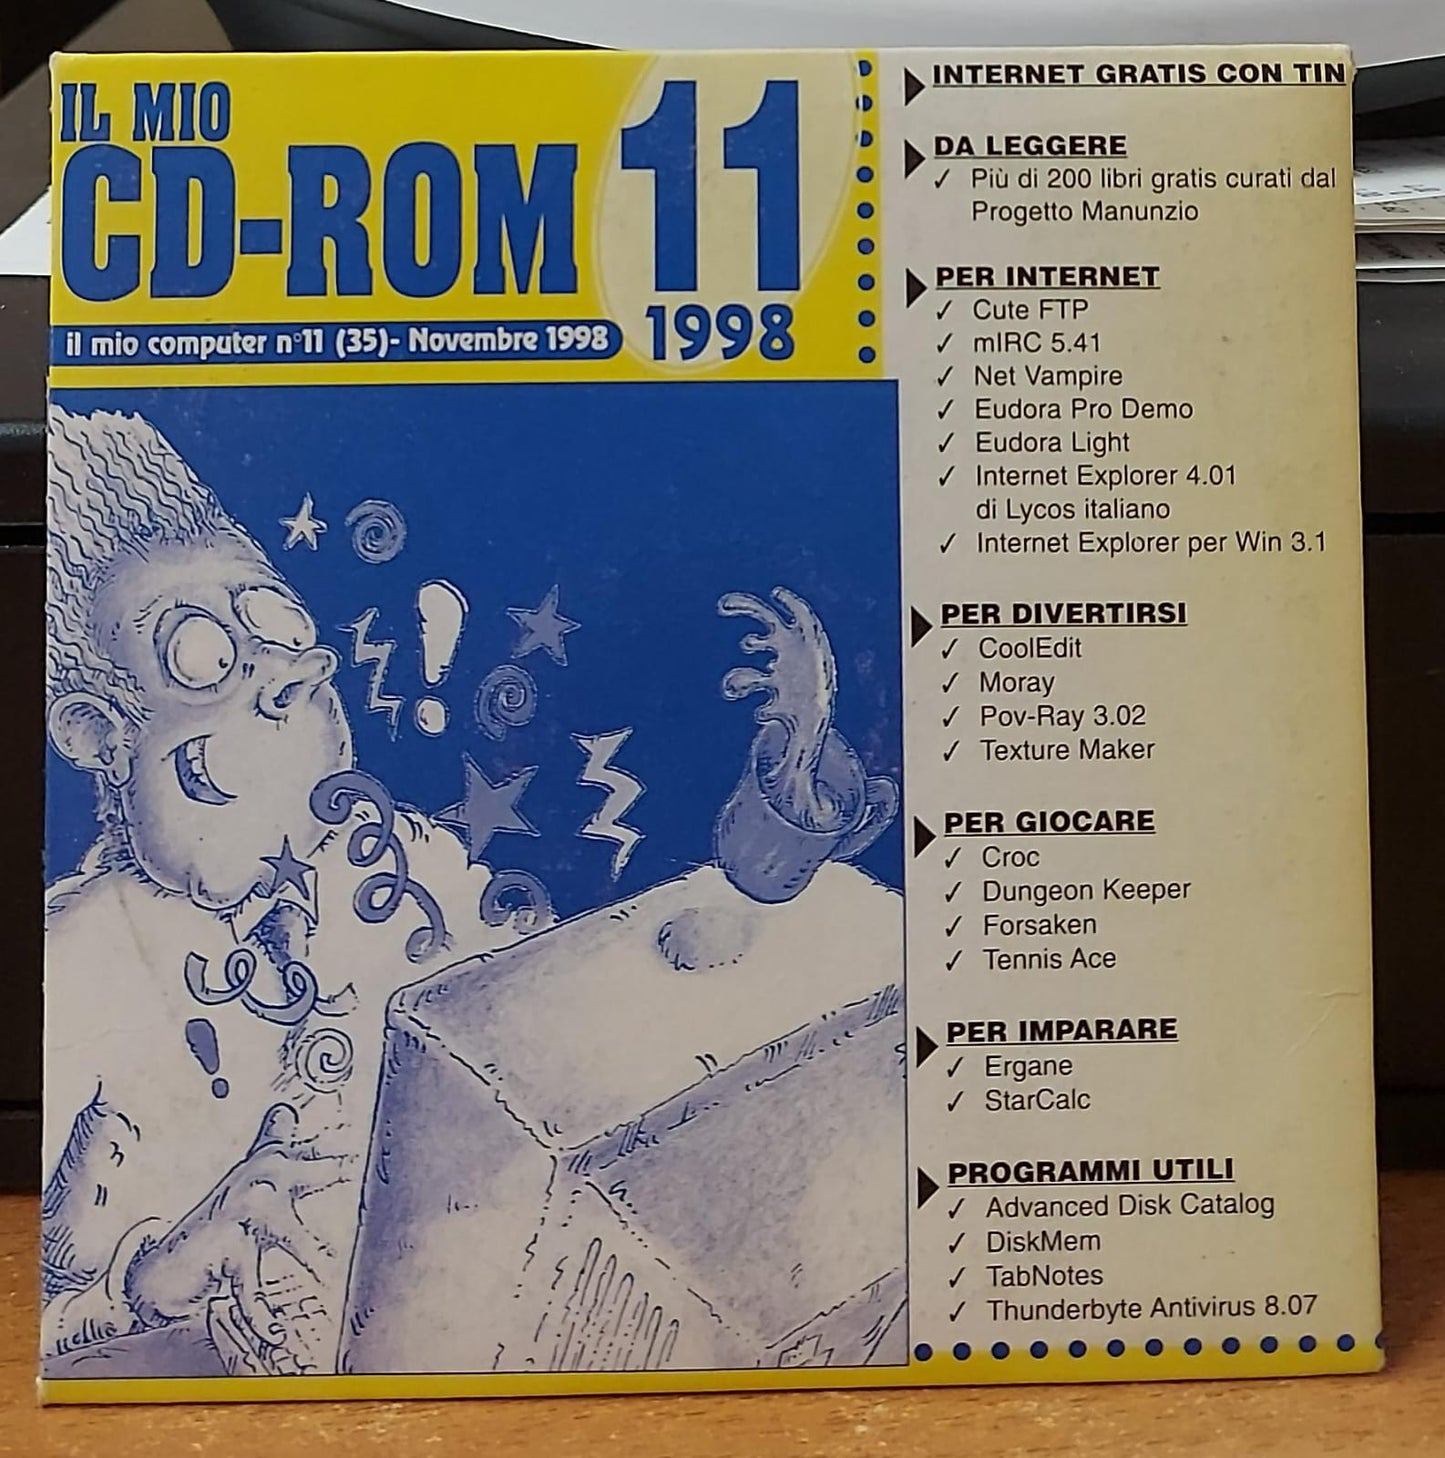 IL MIO
CD-ROM
11
1998
il mio computer n°11 (35)- Novembre 1998
INTERNET GRATIS CON TIN
DA LEGGERE
✓ Più di 200 libri gratis curati dal
Progetto Manunzio
PER INTERNET
✓ Cute FTP
✓ mIRC 5.41
✓ Net Vampire
✓ Eudora Pro Demo
✓ Eudora Light
✓ Internet Explorer 4.01
di Lycos italiano
✓ Internet Explorer per Win 3.1
PER DIVERTIRSI
✓ CoolEdit
✓ Moray
✓ Pov-Ray 3.02
✓ Texture Maker
PER GIOCARE
✓ Croc
✓ Dungeon Keeper
✓ Forsaken
✓ Tennis Ace
PER IMPARARE
✓ Ergane
✓ StarCalc
PROGRAMMI UTILI
✓ Advanced Disk Catalog
✓ DiskMem
✓ TabNotes
✓ Thunderbyte Antivirus 8.07